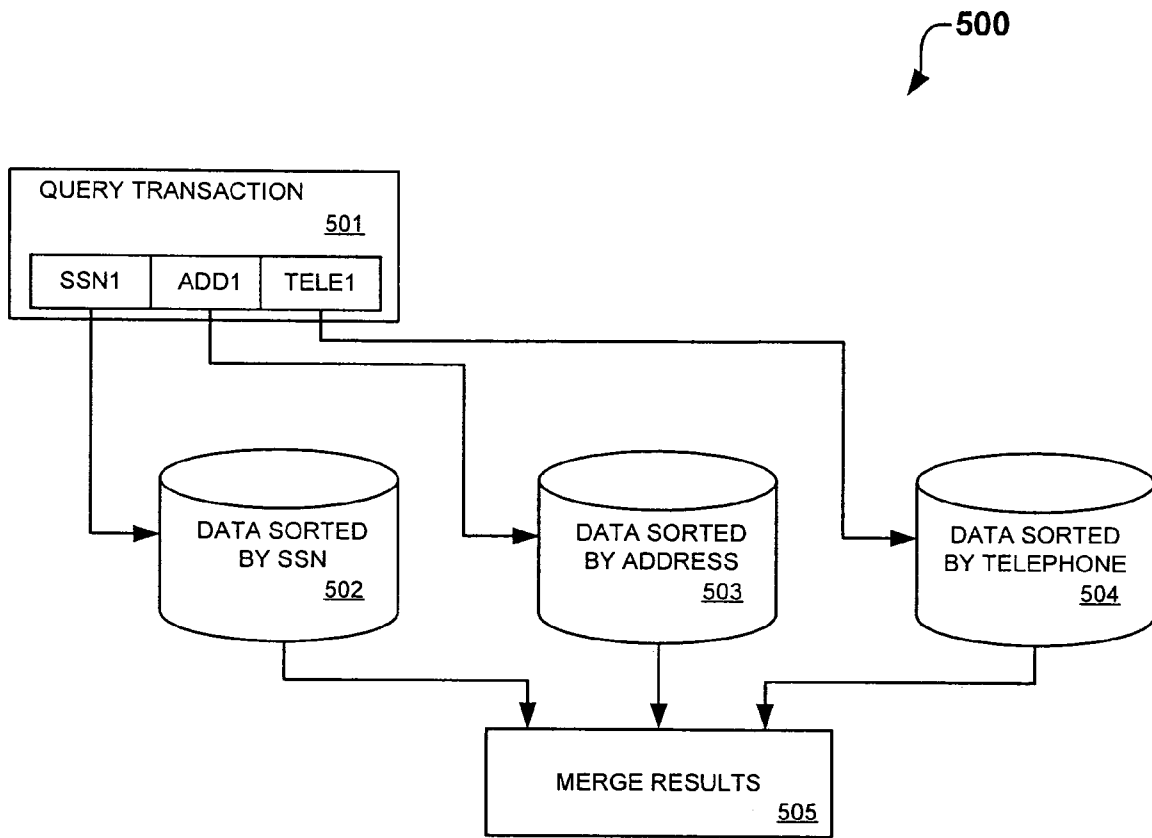 500
QUERY TRANSACTION
501
SSN1 ADD1 TELE1
DATA SORTED
BY SSN
502
DATA SORTED
BY ADDRESS
503
DATA SORTED
BY TELEPHONE
504
MERGE RESULTS
505